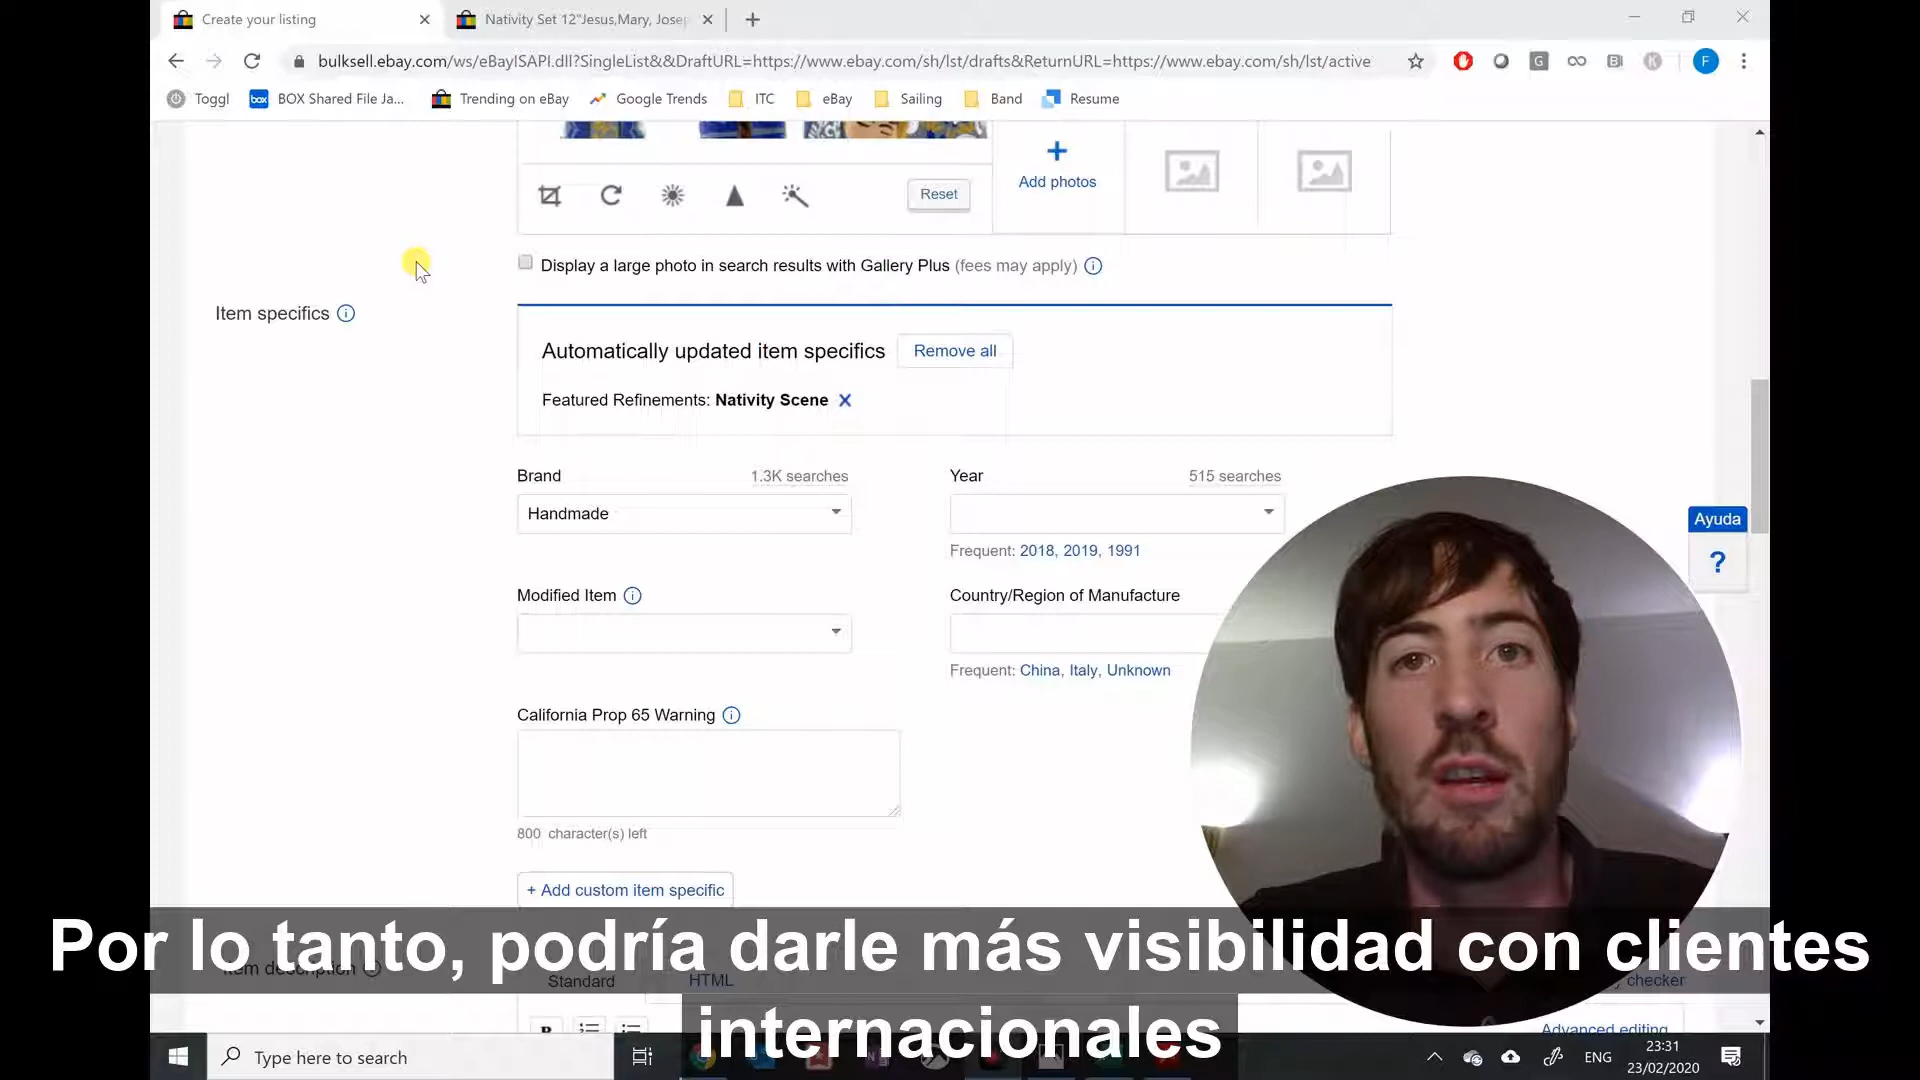 Create your listing
Nativity Set 12"Jesus,Mary, Josep
bulksell.ebay.com/ws/eBayISAPI.dll?SingleList&&DraftURL=https://www.ebay.com/sh/lst/drafts&ReturnURL=https://www.ebay.com/sh/lst/active
F
Toggl
box BOX Shared File Ja...
Trending on eBay
Google Trends
ITC
eBay
Sailing
Band
Resume
Add photos
Reset
Display a large photo in search results with Gallery Plus (fees may apply)
Item specifics
Automatically updated item specifics
Remove all
Featured Refinements: Nativity Scene
Brand
1.3K searches
Year
515 searches
Handmade
Ayuda
?
Frequent: 2018, 2019, 1991
Modified Item
Country/Region of Manufacture
Frequent: China, Italy, Unknown
California Prop 65 Warning
800 character(s) left
+ Add custom item specific
Por lo tanto, podría darle más visibilidad con clientes
internacionales
Item description
Standard
HTML
checker
B
Advanced editing
Type here to search
ENG
23:31
23/02/2020